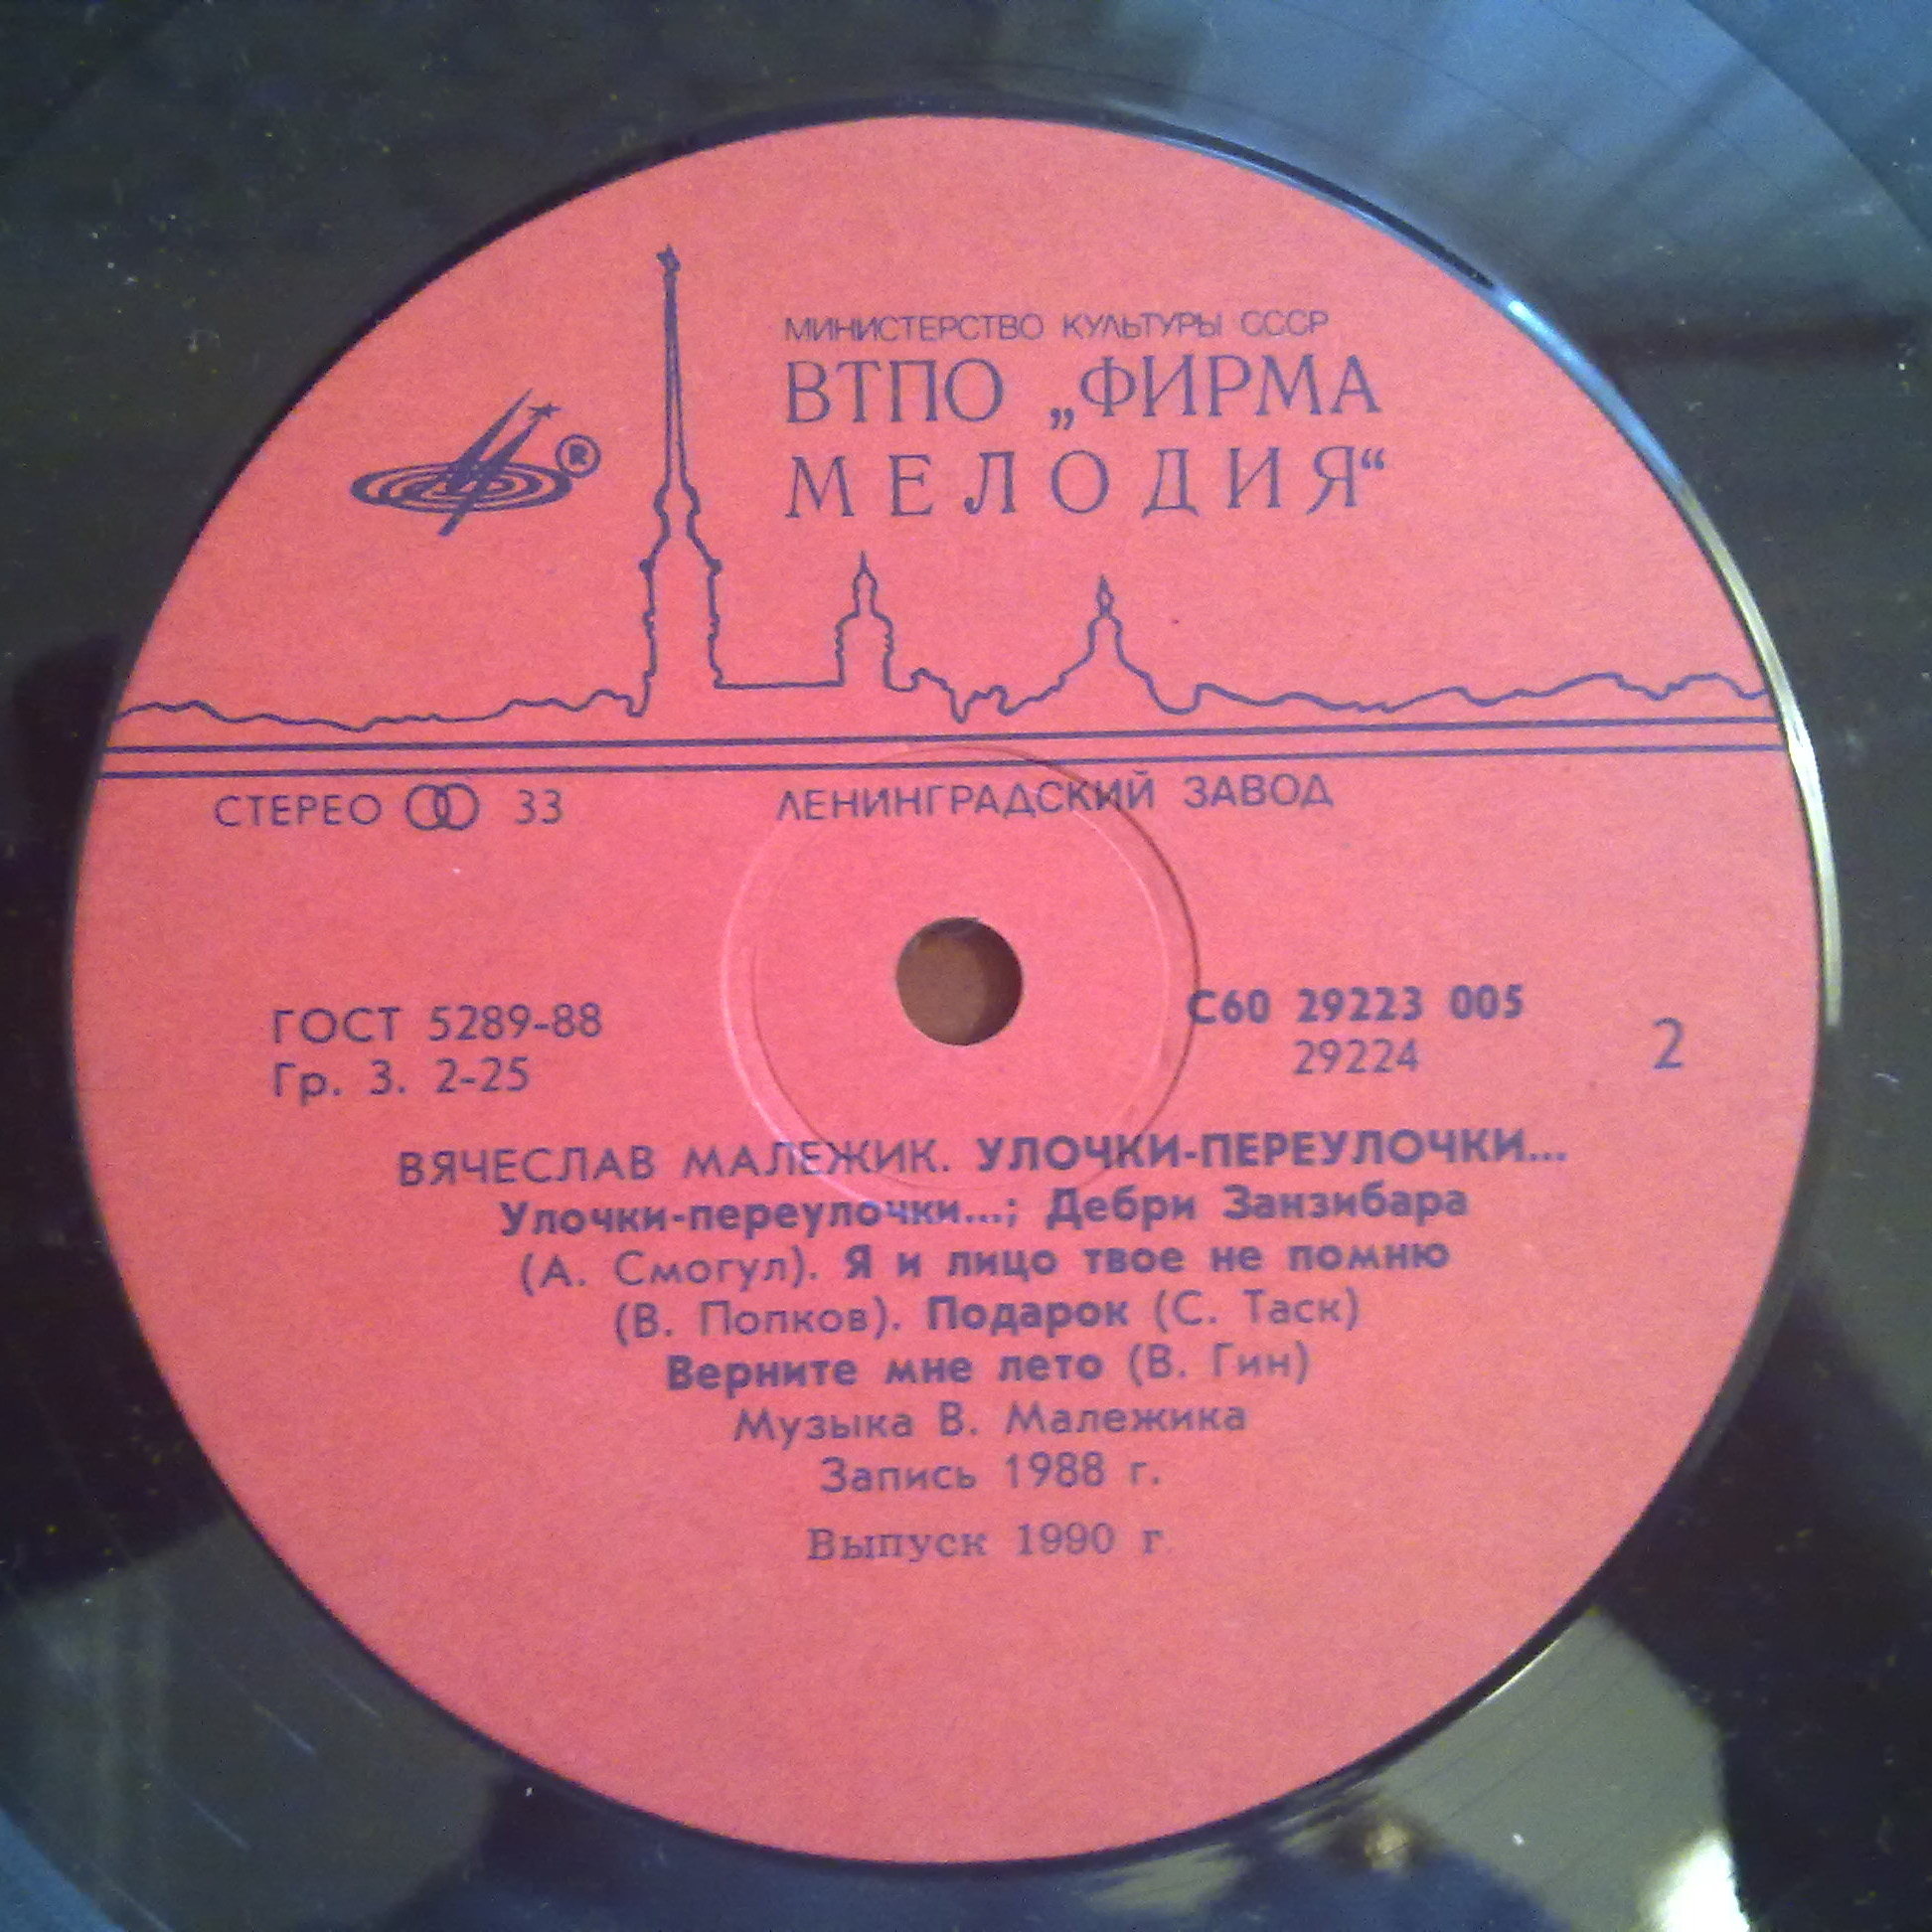 МИНИСТЕРСТВО КУЛЬТУРЫ СССР
ВТПО „ФИРМА
МЕЛОДИЯ“
®
СТЕРЕО 33
ЛЕНИНГРАДСКИЙ ЗАВОД
ГОСТ 5289-88
Гр. 3. 2-25
С60 29223 005
29224
2
ВЯЧЕСЛАВ МАЛЕЖИК. УЛОЧКИ-ПЕРЕУЛОЧКИ...
Улочки-переулочки...; Дебри Занзибара
(А. Смогул). Я и лицо твое не помню
(В. Попков). Подарок (С. Таск)
Верните мне лето (В. Гин)
Музыка В. Малежика
Запись 1988 г.
Выпуск 1990 г